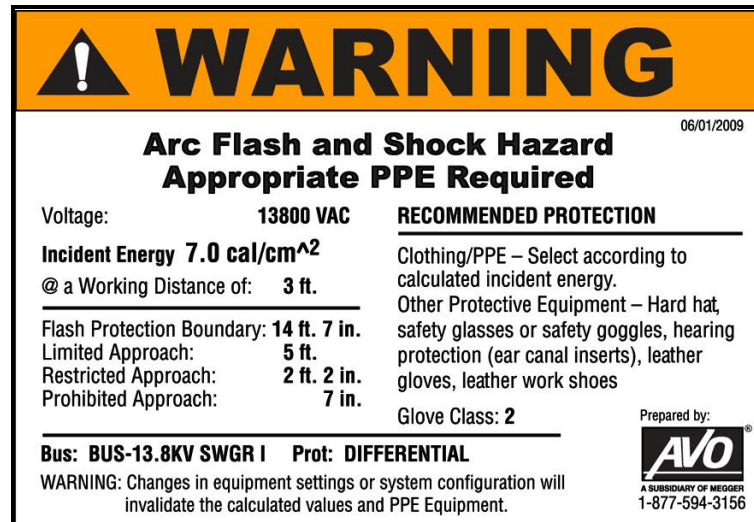 WARNING
06/01/2009
Arc Flash and Shock Hazard
Appropriate PPE Required
Voltage: 13800 VAC
Incident Energy 7.0 cal/cm^2
@ a Working Distance of: 3 ft.
Flash Protection Boundary: 14 ft. 7 in.
Limited Approach: 5 ft.
Restricted Approach: 2 ft. 2 in.
Prohibited Approach: 7 in.
RECOMMENDED PROTECTION
Clothing/PPE – Select according to
calculated incident energy.
Other Protective Equipment – Hard hat,
safety glasses or safety goggles, hearing
protection (ear canal inserts), leather
gloves, leather work shoes
Glove Class: 2
Bus: BUS-13.8KV SWGR I Prot: DIFFERENTIAL
WARNING: Changes in equipment settings or system configuration will
invalidate the calculated values and PPE Equipment.
Prepared by:
AVO®
A SUBSIDIARY OF MEGGER
1-877-594-3156